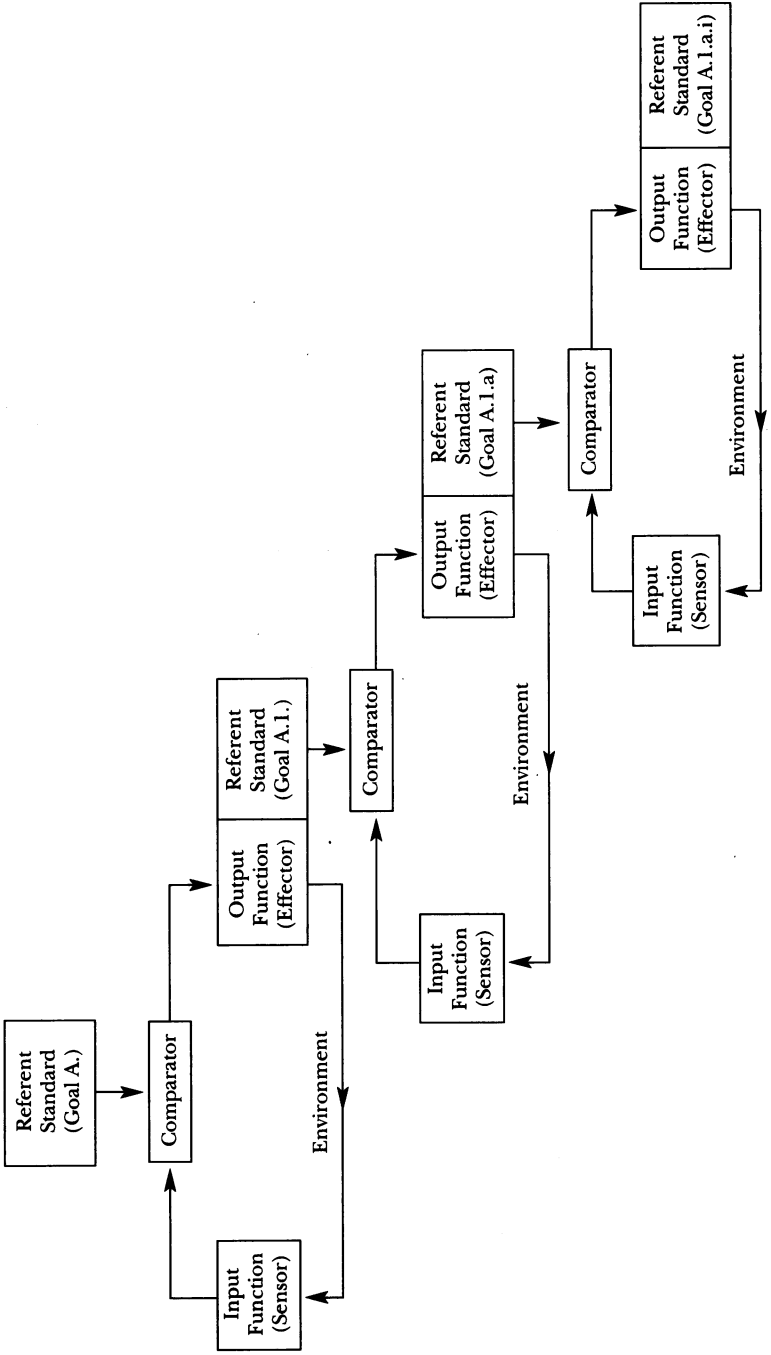 Referent
Standard
(Goal A.)
Comparator
Input
Function
(Sensor)
Environment
Output
Function
(Effector)
Referent
Standard
(Goal A.1.)
Comparator
Input
Function
(Sensor)
Environment
Output
Function
(Effector)
Referent
Standard
(Goal A.1.a)
Comparator
Input
Function
(Sensor)
Environment
Output
Function
(Effector)
Referent
Standard
(Goal A.1.a.i)